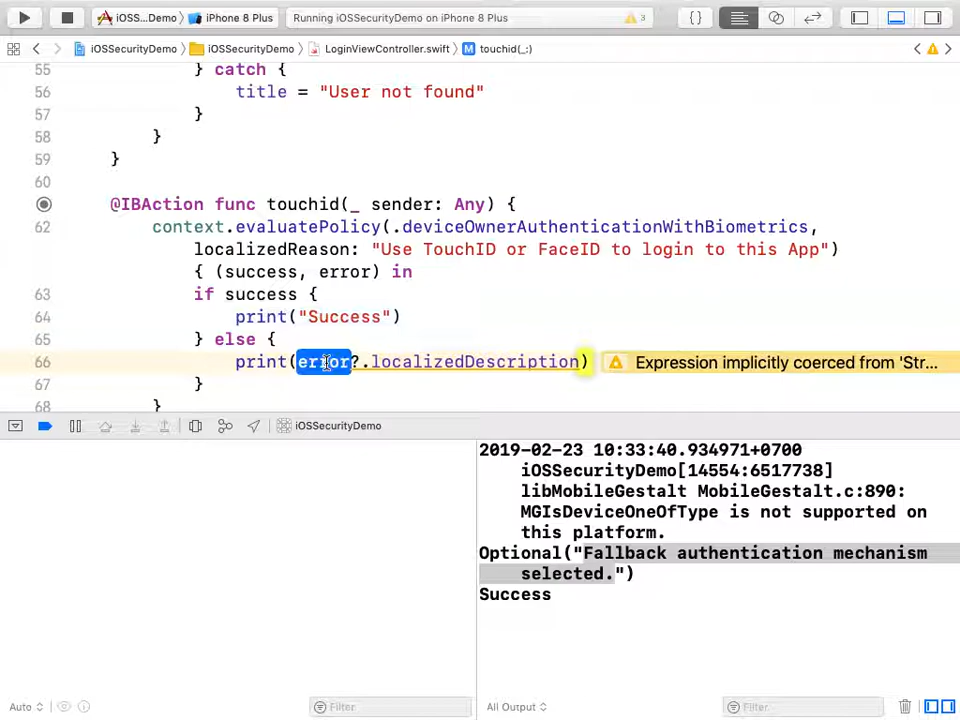 iOSS...Demo iPhone 8 Plus Running iOSSecurityDemo on iPhone 8 Plus 3
iOSSecurityDemo iOSSecurityDemo LoginViewController.swift M touchid(_:)
55 } catch {
56 title = "User not found"
57 }
58 }
59 }
60
@IBAction func touchid(_ sender: Any) {
62 context.evaluatePolicy(.deviceOwnerAuthenticationWithBiometrics,
localizedReason: "Use TouchID or FaceID to login to this App")
{ (success, error) in
63 if success {
64 print("Success")
65 } else {
66 print(error?.localizedDescription) Expression implicitly coerced from 'Str...
67 }
68 }
iOSSecurityDemo
2019-02-23 10:33:40.934971+0700
iOSSecurityDemo[14554:6517738]
libMobileGestalt MobileGestalt.c:890:
MGIsDeviceOneOfType is not supported on
this platform.
Optional("Fallback authentication mechanism
selected.")
Success
Auto Filter All Output Filter